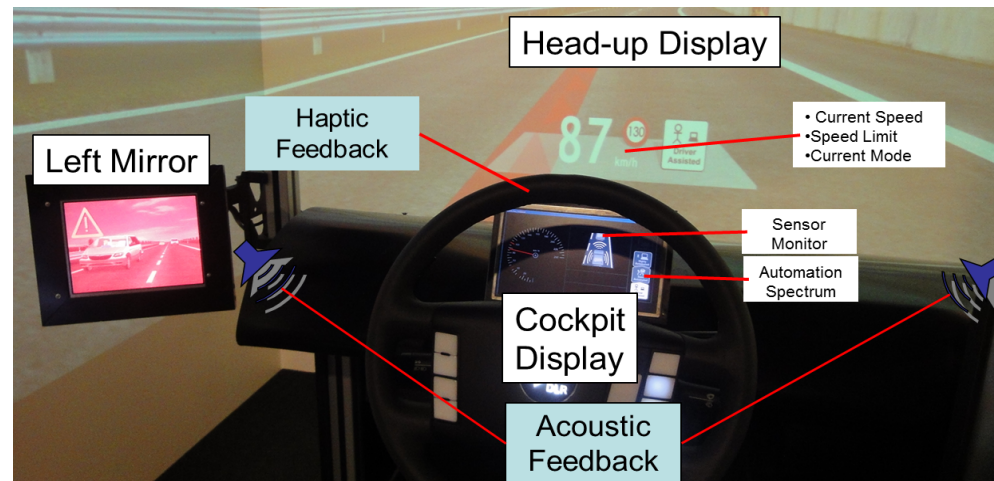 Head-up Display
Haptic
Feedback
• Current Speed
•Speed Limit
•Current Mode
87
km/h
130
Driver
Assisted
Left Mirror
Sensor
Monitor
Automation
Spectrum
Cockpit
Display
DLR
Acoustic
Feedback